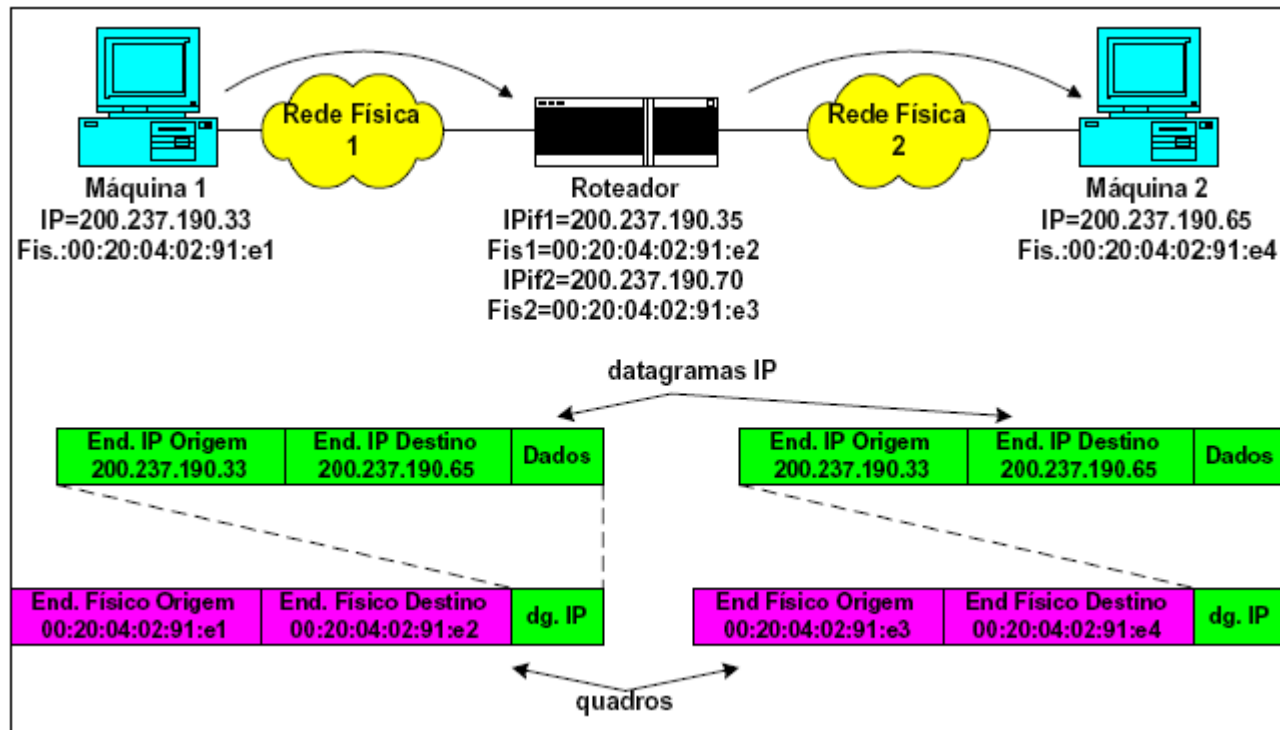 Rede Física
1
Rede Física
2
Máquina 1
IP=200.237.190.33
Fis.:00:20:04:02:91:e1
Roteador
IPif1=200.237.190.35
Fis1=00:20:04:02:91:e2
IPif2=200.237.190.70
Fis2=00:20:04:02:91:e3
Máquina 2
IP=200.237.190.65
Fis.:00:20:04:02:91:e4
datagramas IP
End. IP Origem
200.237.190.33
End. IP Destino
200.237.190.65
Dados
End. IP Origem
200.237.190.33
End. IP Destino
200.237.190.65
Dados
End. Físico Origem
00:20:04:02:91:e1
End. Físico Destino
00:20:04:02:91:e2
dg. IP
End Físico Origem
00:20:04:02:91:e3
End Físico Destino
00:20:04:02:91:e4
dg. IP
quadros